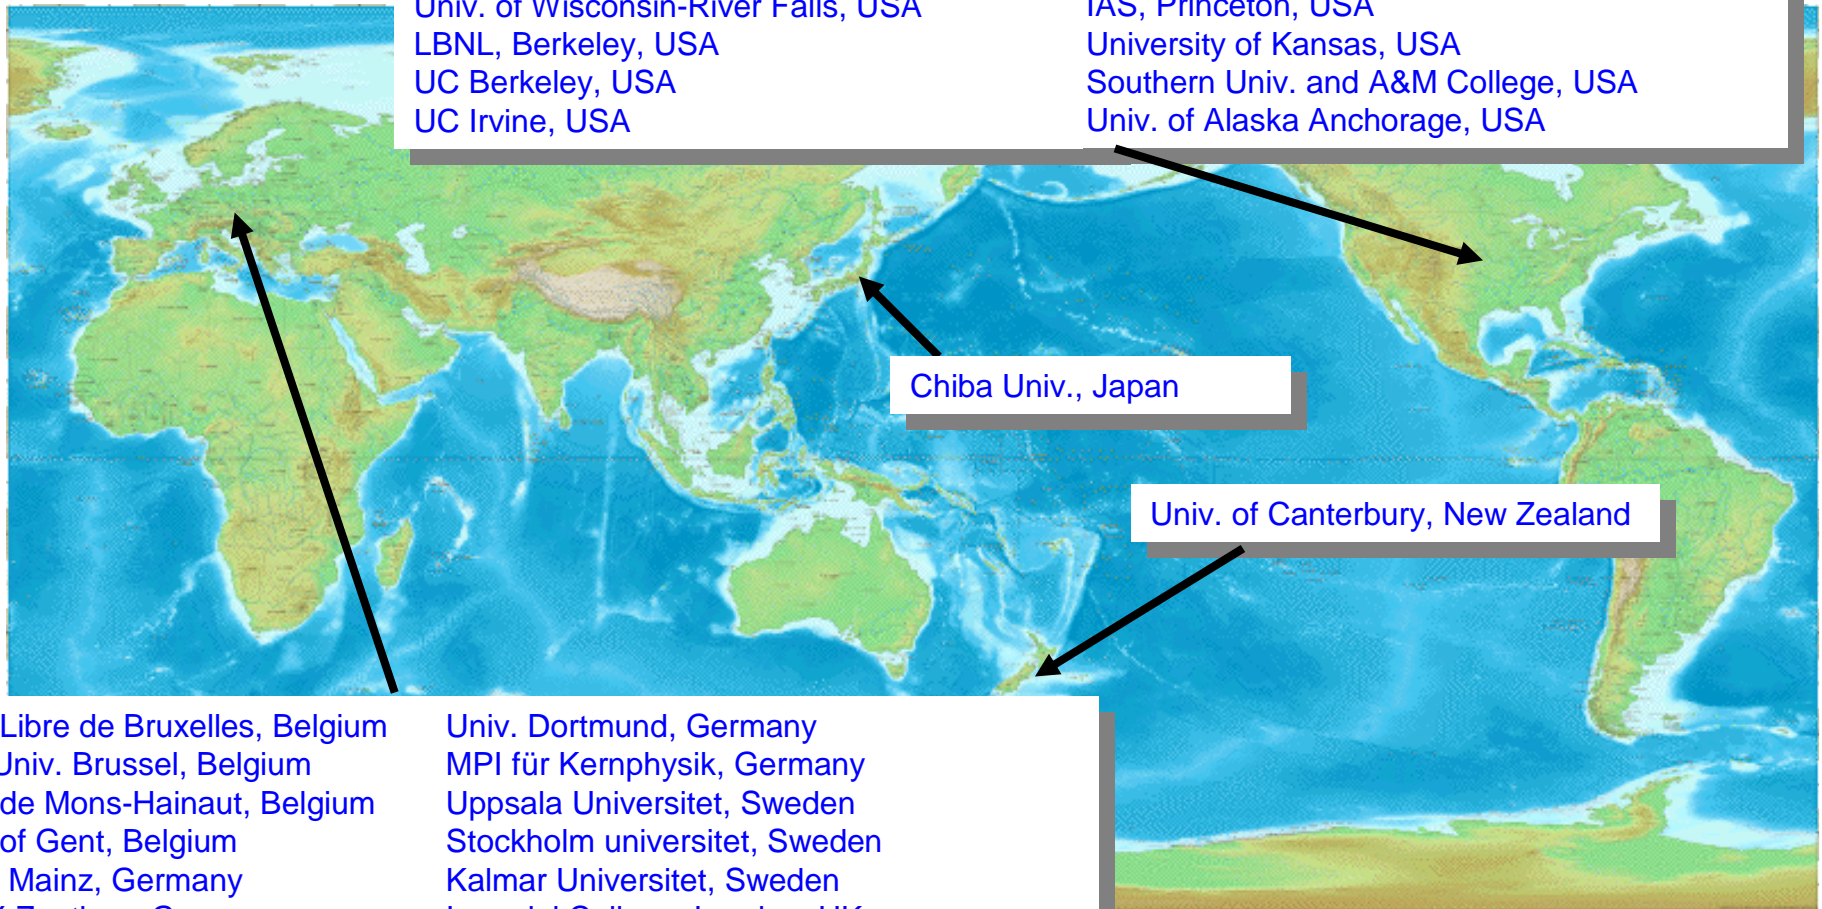 Univ. of Wisconsin-River Falls, USA
LBNL, Berkeley, USA
UC Berkeley, USA
UC Irvine, USA
IAS, Princeton, USA
University of Kansas, USA
Southern Univ. and A&M College, USA
Univ. of Alaska Anchorage, USA
Chiba Univ., Japan
Univ. of Canterbury, New Zealand
Libre de Bruxelles, Belgium
Univ. Brussel, Belgium
de Mons-Hainaut, Belgium
of Gent, Belgium
Mainz, Germany
Univ. Dortmund, Germany
MPI für Kernphysik, Germany
Uppsala Universitet, Sweden
Stockholm universitet, Sweden
Kalmar Universitet, Sweden